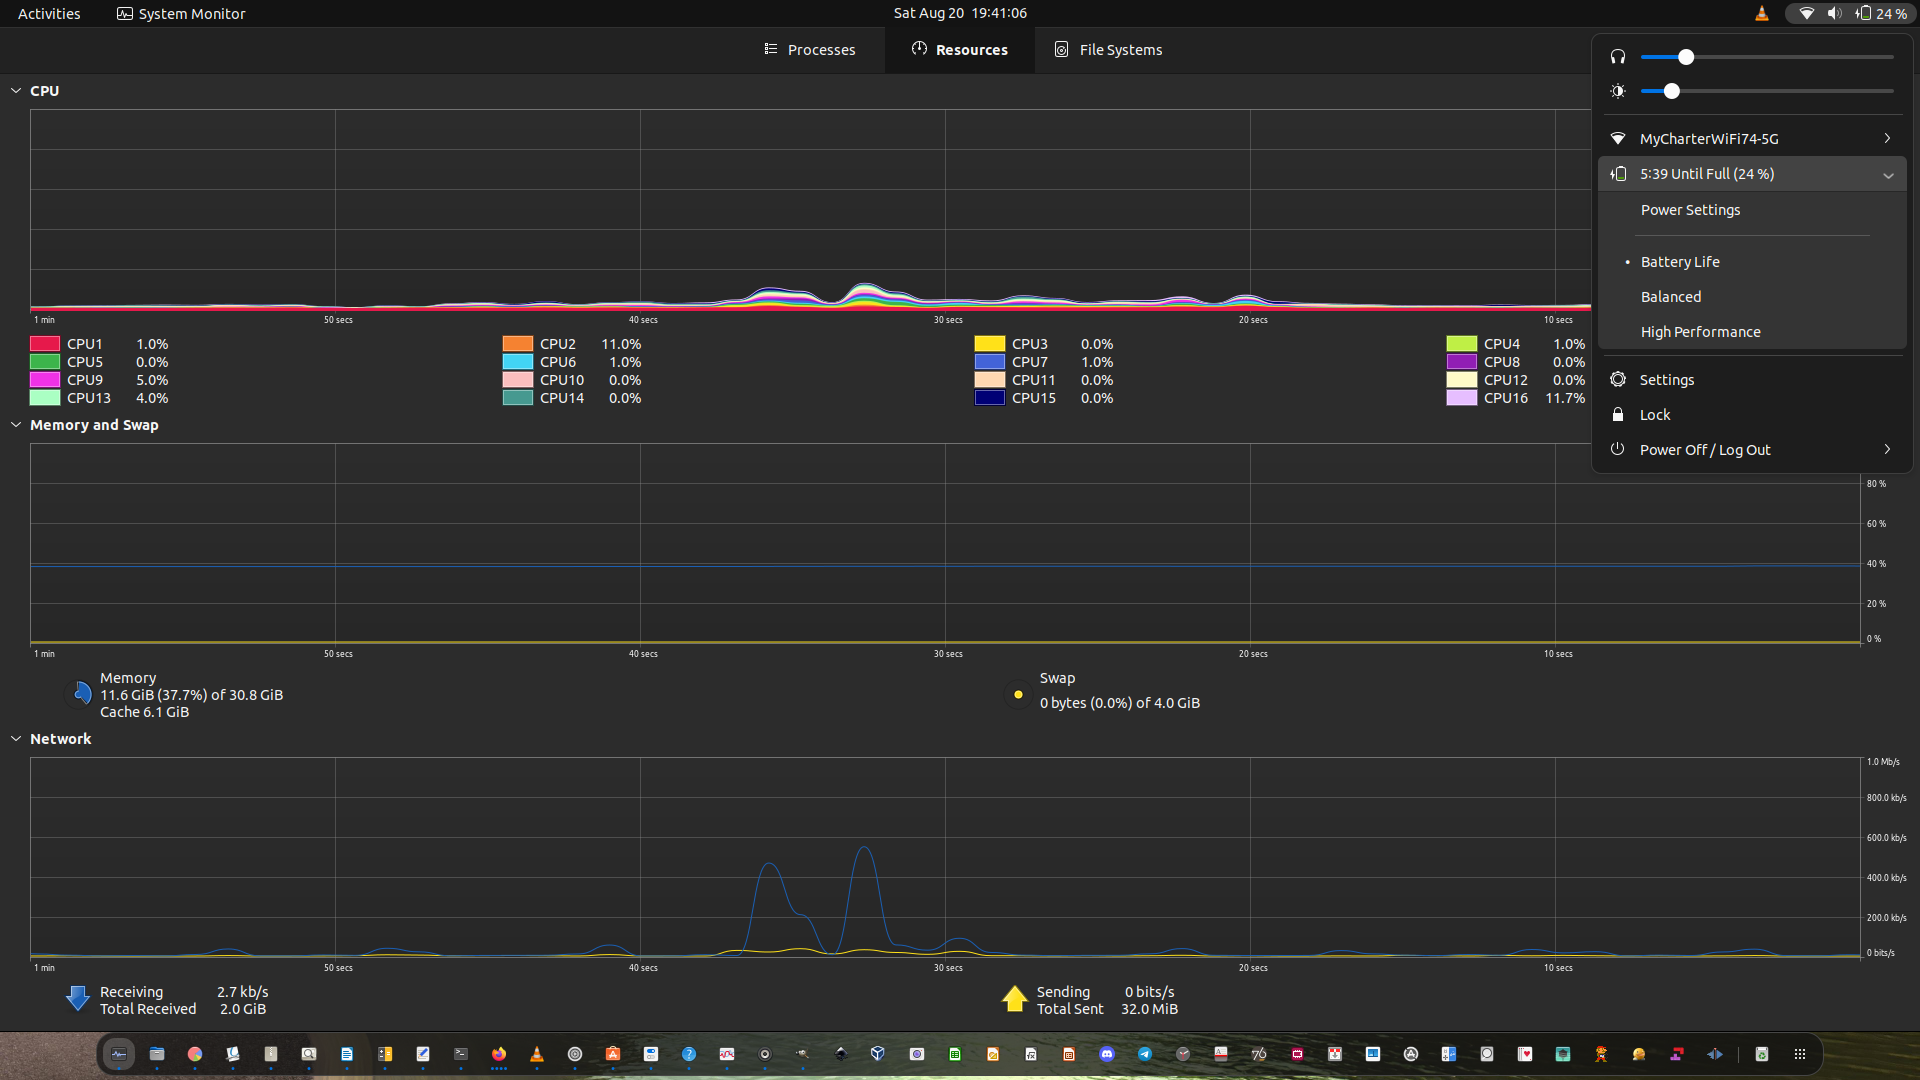 Activities
System Monitor
Sat Aug 20 19:41:06
24 %
Processes
Resources
File Systems
CPU
1 min 50 secs 40 secs 30 secs 20 secs 10 secs
CPU1 1.0% CPU2 11.0% CPU3 0.0% CPU4 1.0%
CPU5 0.0% CPU6 1.0% CPU7 1.0% CPU8 0.0%
CPU9 5.0% CPU10 0.0% CPU11 0.0% CPU12 0.0%
CPU13 4.0% CPU14 0.0% CPU15 0.0% CPU16 11.7%
MyCharterWiFi74-5G
5:39 Until Full (24 %)
Power Settings
Battery Life
Balanced
High Performance
Settings
Lock
Power Off / Log Out
Memory and Swap
80 %
60 %
40 %
20 %
0 %
1 min 50 secs 40 secs 30 secs 20 secs 10 secs
Memory
11.6 GiB (37.7%) of 30.8 GiB
Cache 6.1 GiB
Swap
0 bytes (0.0%) of 4.0 GiB
Network
1.0 Mb/s
800.0 kb/s
600.0 kb/s
400.0 kb/s
200.0 kb/s
0 bits/s
1 min 50 secs 40 secs 30 secs 20 secs 10 secs
Receiving 2.7 kb/s
Total Received 2.0 GiB
Sending 0 bits/s
Total Sent 32.0 MiB
76